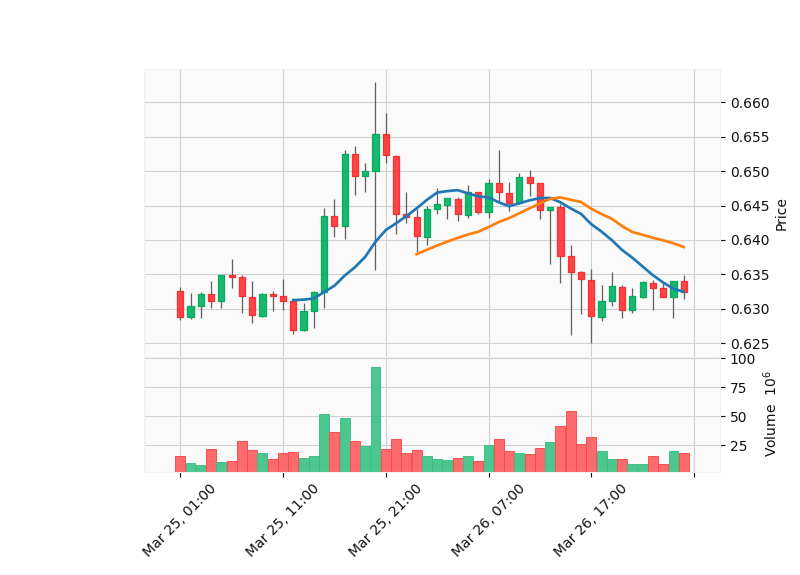 0.660
0.655
0.650
0.645
0.640
0.635
0.630
0.625
Price
100
75
50
25
Volume 10⁶
Mar 25, 01:00
Mar 25, 11:00
Mar 25, 21:00
Mar 26, 07:00
Mar 26, 17:00